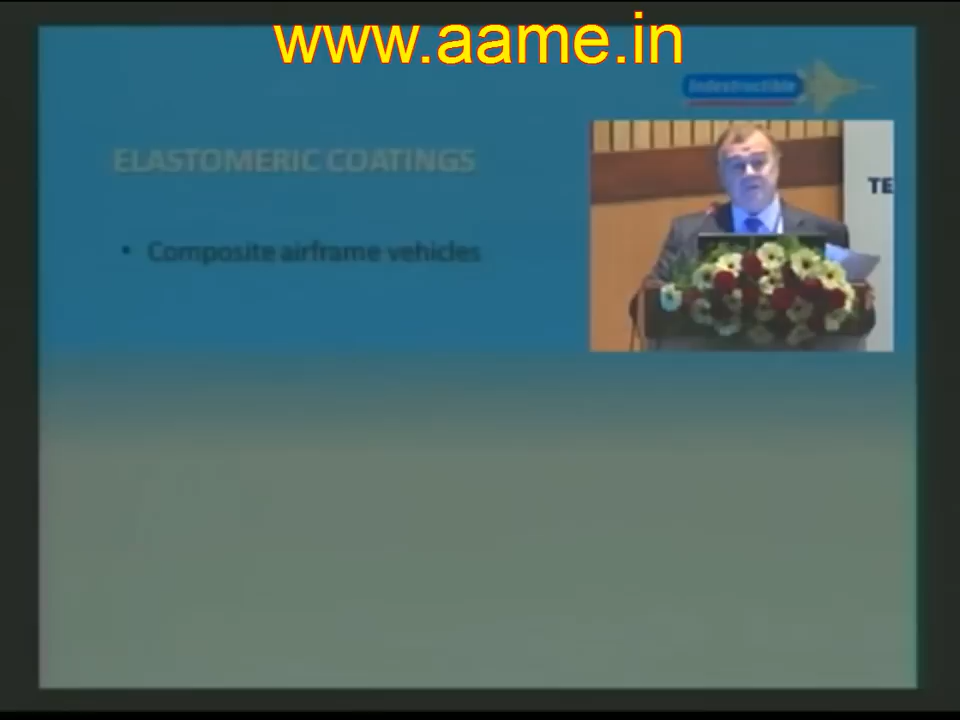 www.aame.in
Indestructible
ELASTOMERIC COATINGS
TE
• Composite airframe vehicles